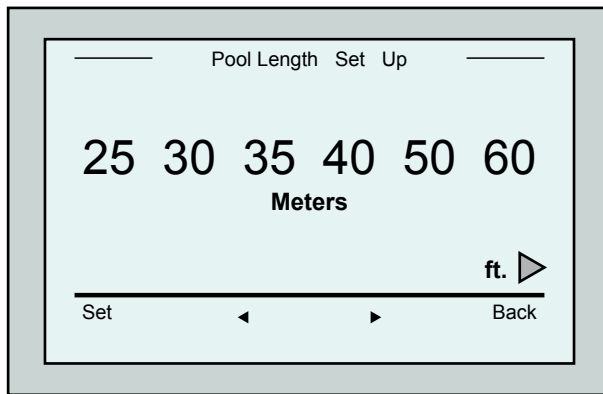 Pool Length Set Up
25 30 35 40 50 60
Meters
ft.
Set ◄ ► Back